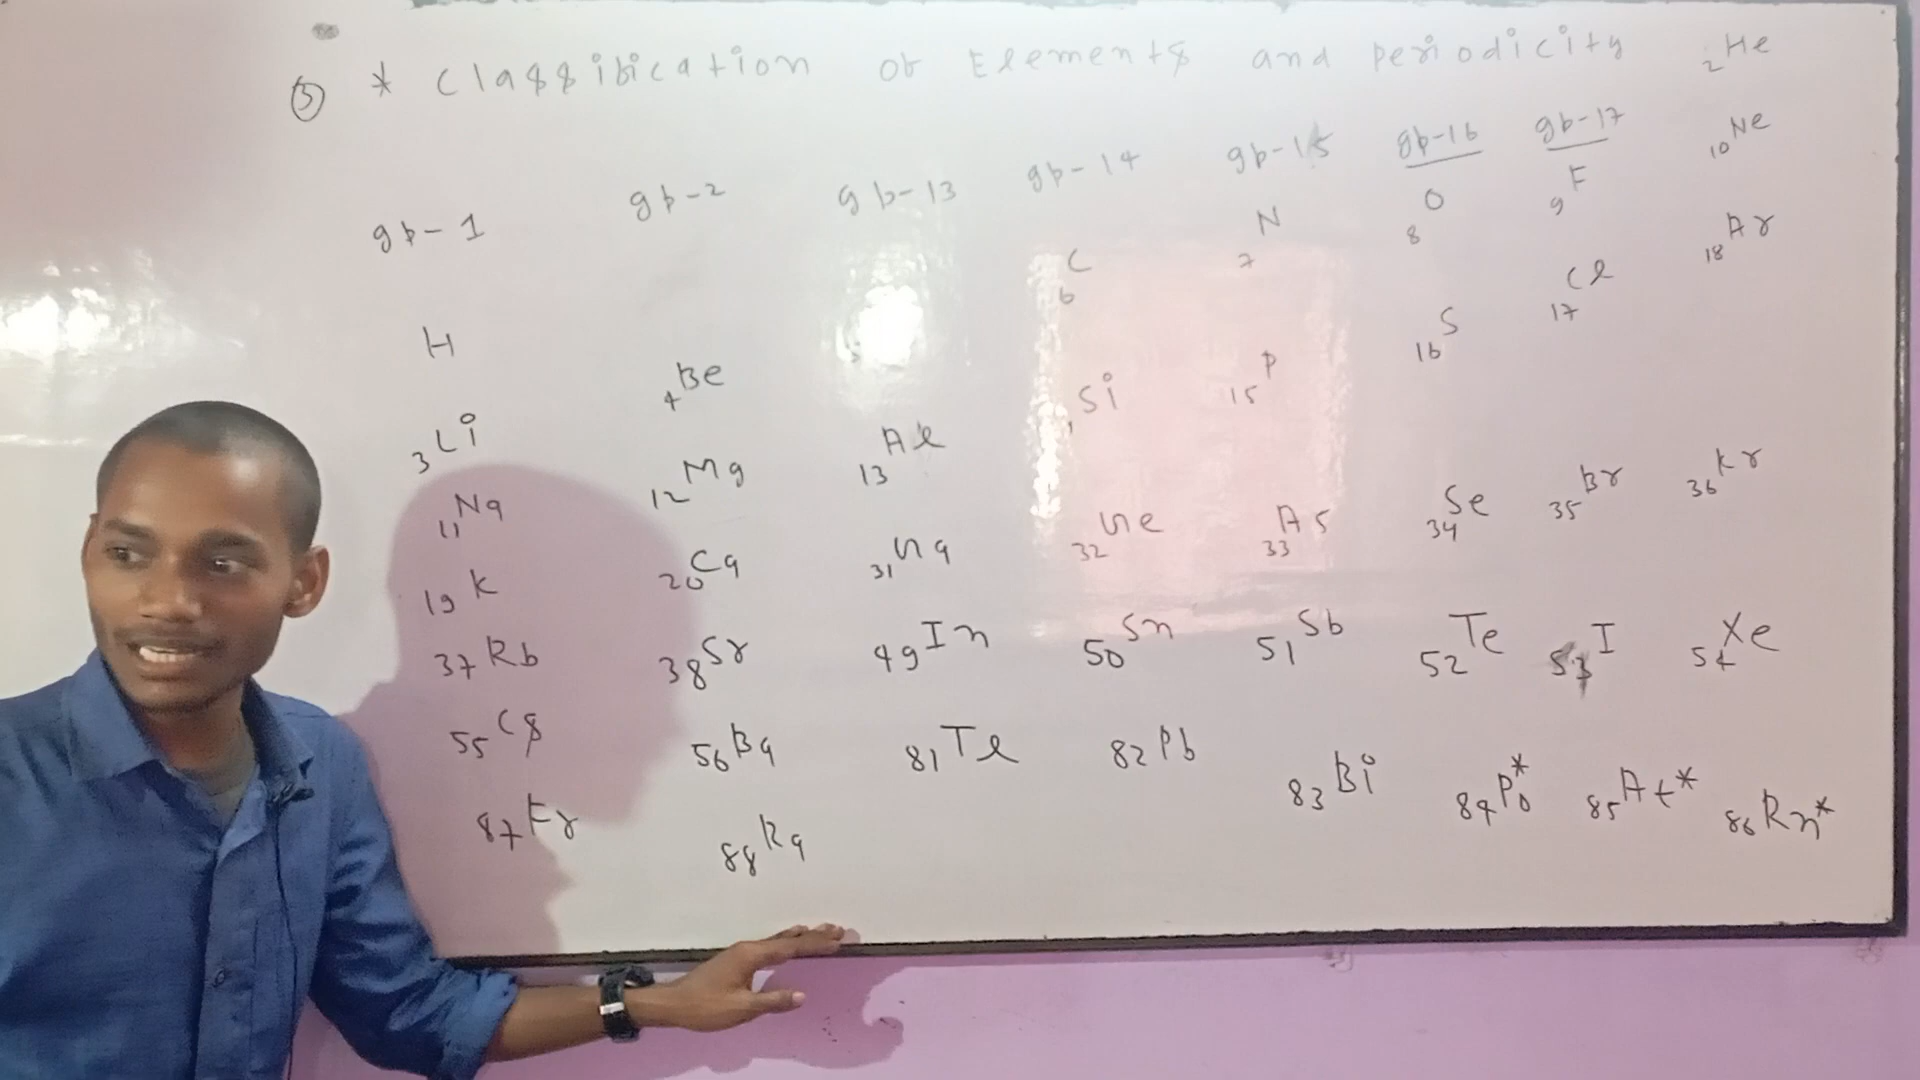 5 * Classification of Elements and periodicity
gp-1 gp-2 gp-13 gp-14 gp-15 gp-16 gp-17 2He
10Ne
H 6C 7N 8O 9F
18Ar
3Li 4Be Si 15P 16S 17Cl
11Na 12Mg 13Al
19K 20Ca 31Ga 32Ge 33As 34Se 35Br 36Kr
37Rb 38Sr 49In 50Sn 51Sb 52Te 53I 54Xe
55Cs 56Ba 81Tl 82Pb 83Bi 84Po* 85At* 86Rn*
87Fr 88Ra